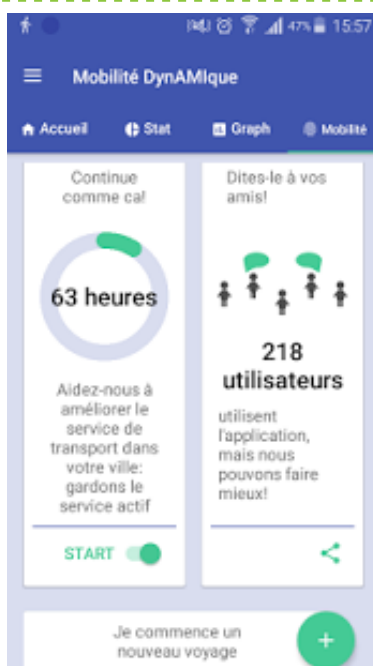 47% 15:57
Mobilité DynAMIque
Accueil Stat Graph Mobilité
Continue
comme ca!
63 heures
Aidez-nous à
améliorer le
service de
transport dans
votre ville:
gardons le
service actif
START
Dites-le à vos
amis!
218
utilisateurs
utilisent
l'application,
mais nous
pouvons faire
mieux!
Je commence un
nouveau voyage
+